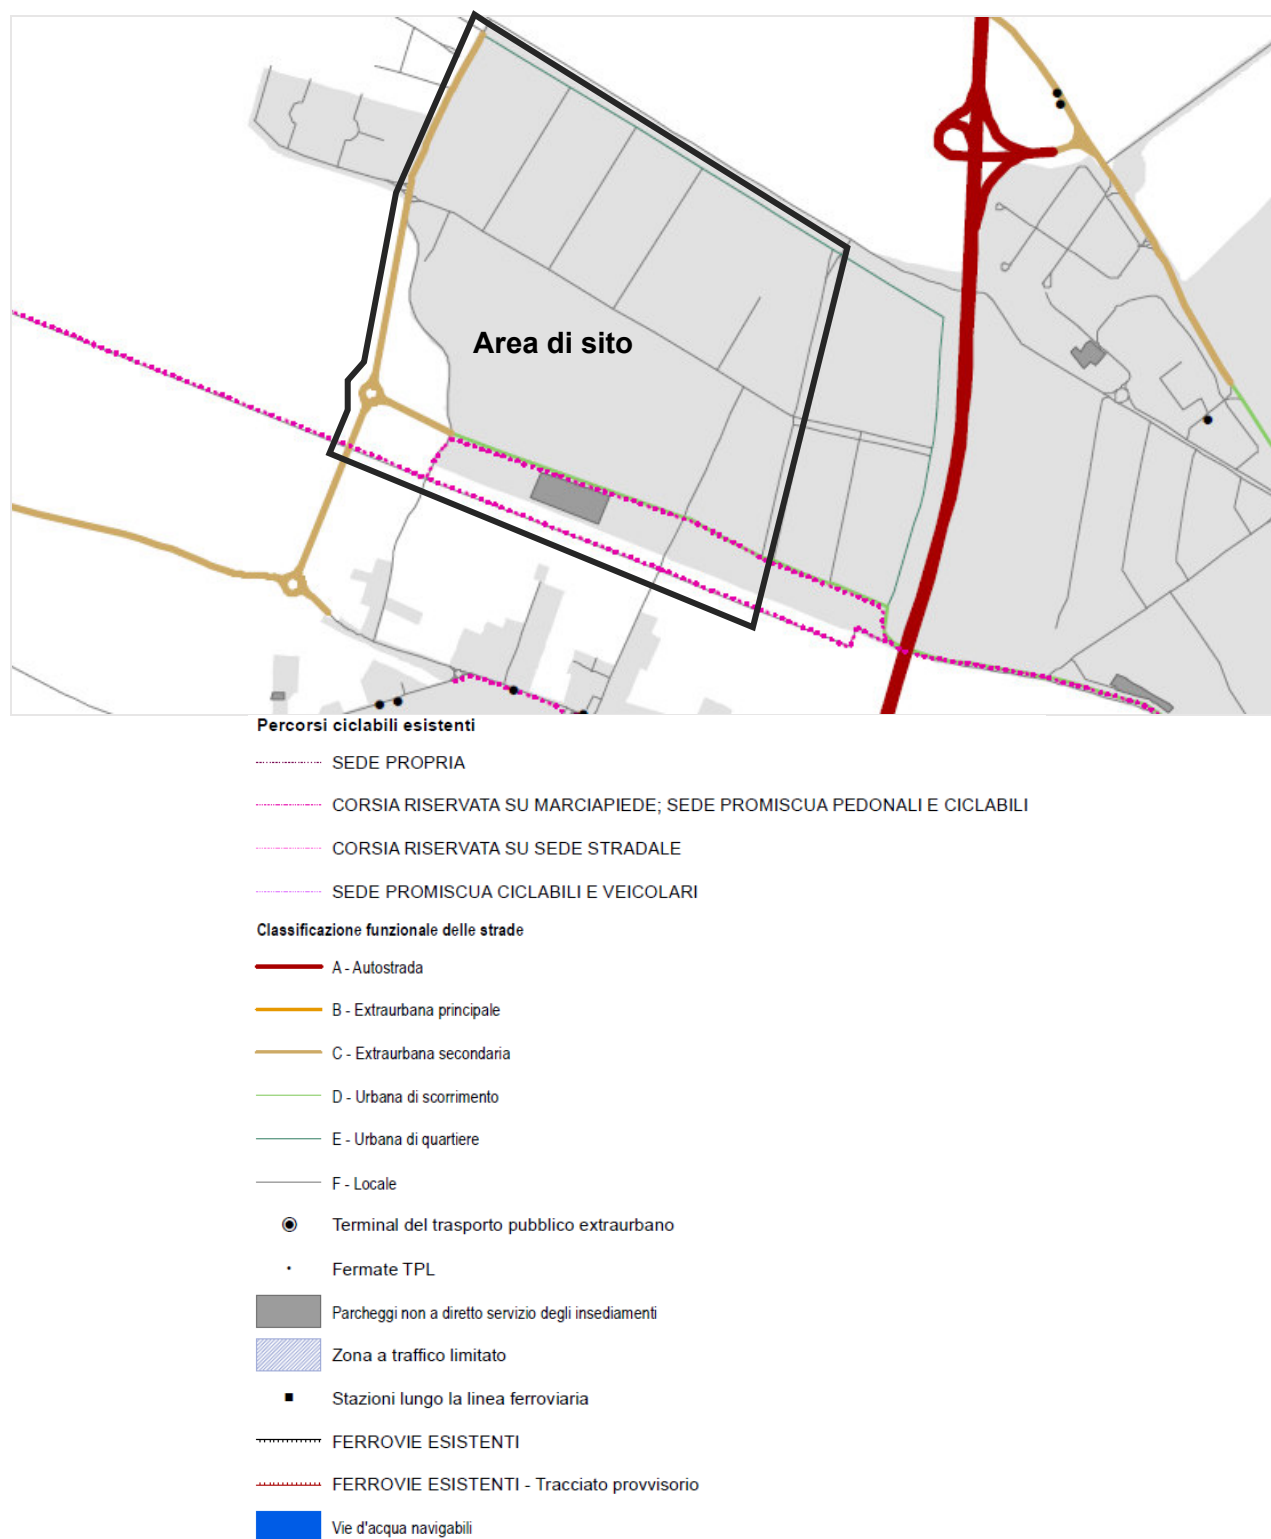 Area di sito
Percorsi ciclabili esistenti
SEDE PROPRIA
CORSIA RISERVATA SU MARCIAPIEDE; SEDE PROMISCUA PEDONALI E CICLABILI
CORSIA RISERVATA SU SEDE STRADALE
SEDE PROMISCUA CICLABILI E VEICOLARI
Classificazione funzionale delle strade
A - Autostrada
B - Extraurbana principale
C - Extraurbana secondaria
D - Urbana di scorrimento
E - Urbana di quartiere
F - Locale
Terminal del trasporto pubblico extraurbano
Fermate TPL
Parcheggi non a diretto servizio degli insediamenti
Zona a traffico limitato
Stazioni lungo la linea ferroviaria
FERROVIE ESISTENTI
FERROVIE ESISTENTI - Tracciato provvisorio
Vie d'acqua navigabili